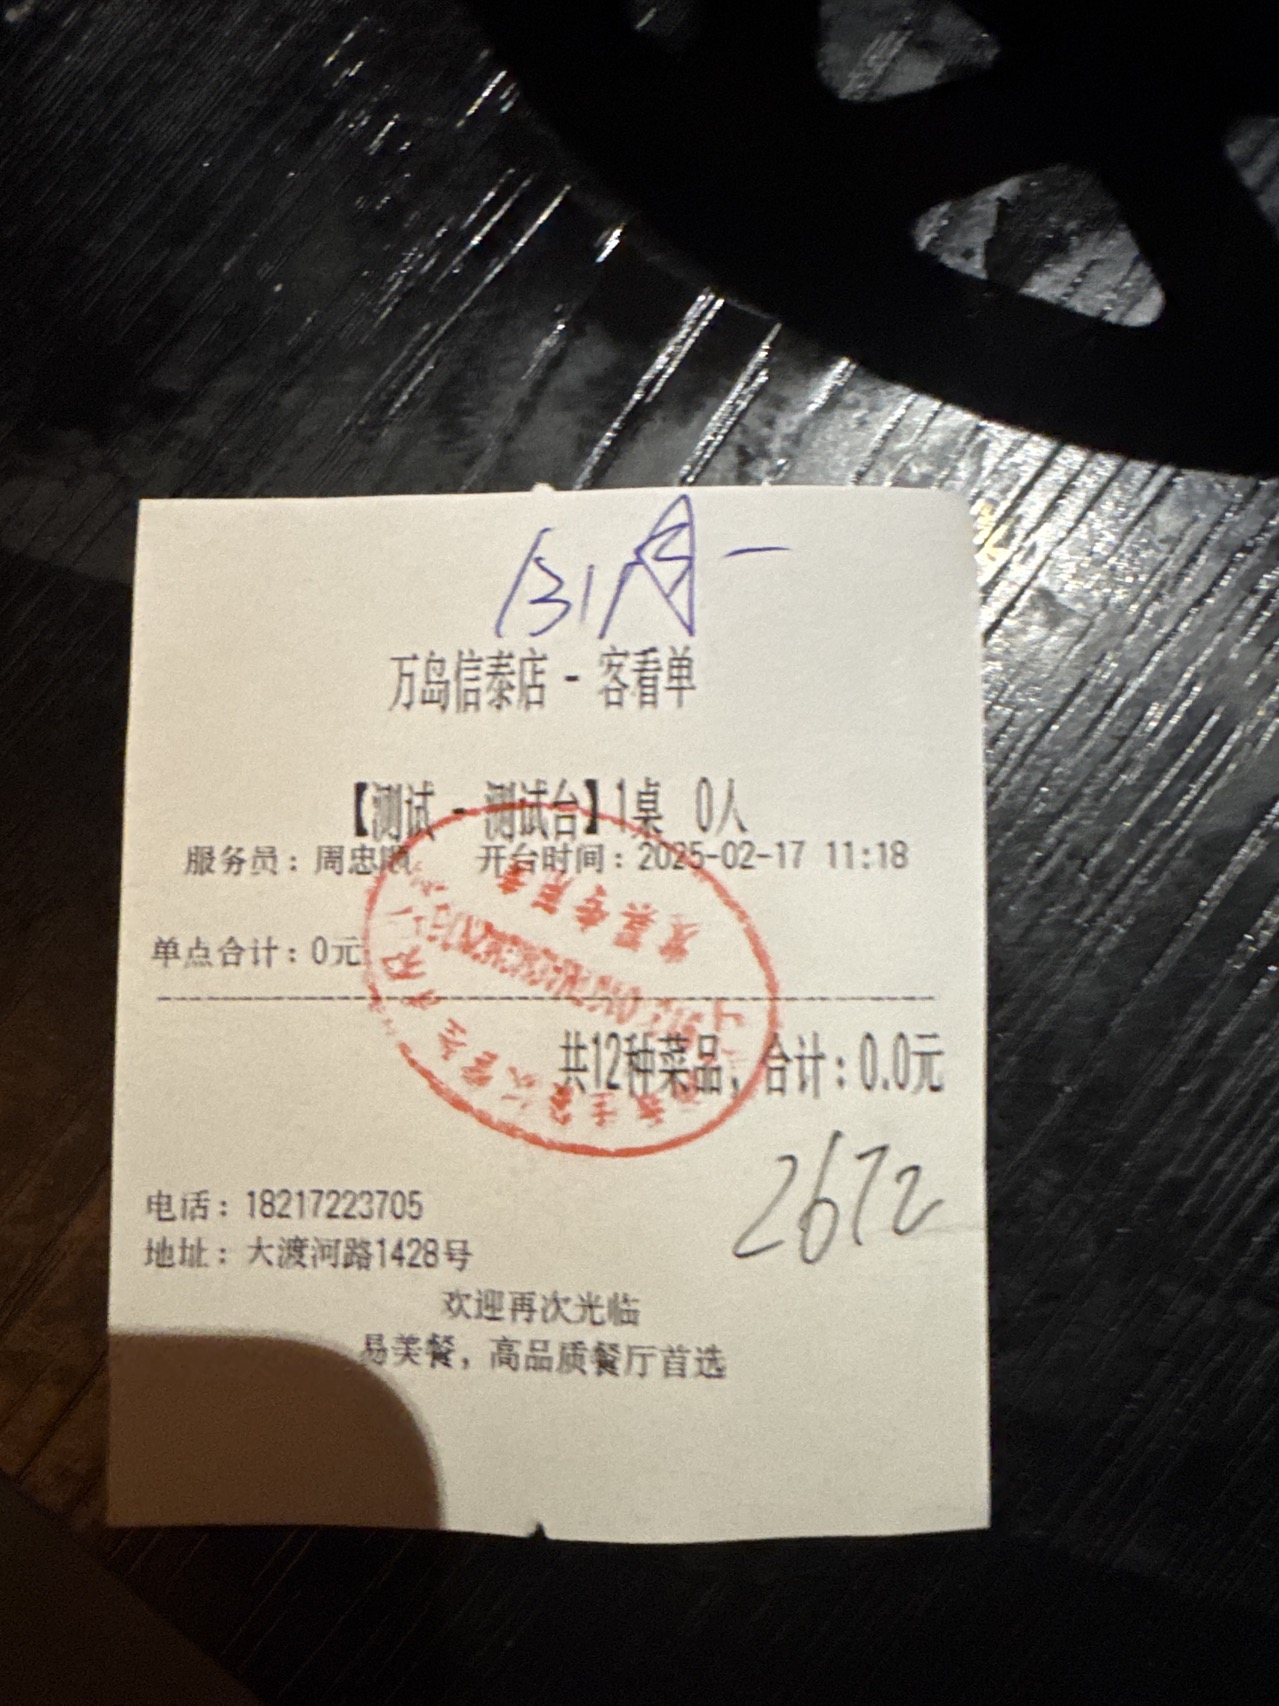 万岛信泰店 - 客看单
【测试 - 测试台】1桌 0人
服务员：周忠顺 开台时间：2025-02-17 11:18
单点合计：0元
共12种菜品，合计：0.0元
2672
电话：18217223705
地址：大渡河路1428号
欢迎再次光临
易美餐，高品质餐厅首选